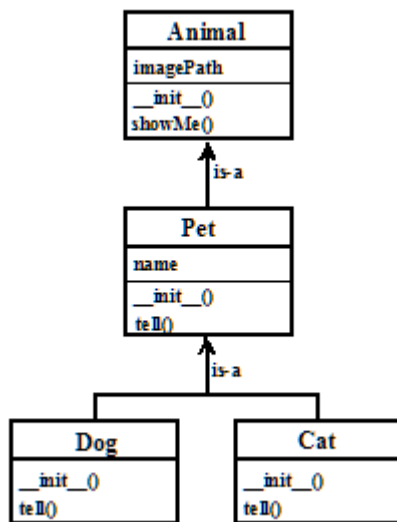 Animal
imagePath
__init__()
showMe()
is-a
Pet
name
__init__()
tell()
is-a
Dog
__init__()
tell()
Cat
__init__()
tell()